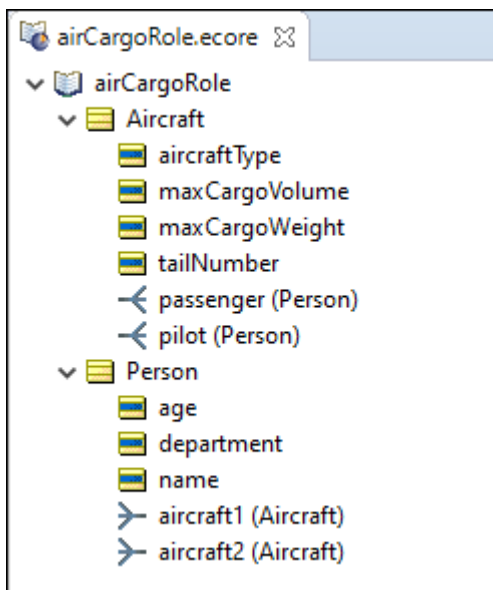 airCargoRole.ecore
airCargoRole
Aircraft
aircraftType
maxCargoVolume
maxCargoWeight
tailNumber
passenger (Person)
pilot (Person)
Person
age
department
name
aircraft1 (Aircraft)
aircraft2 (Aircraft)